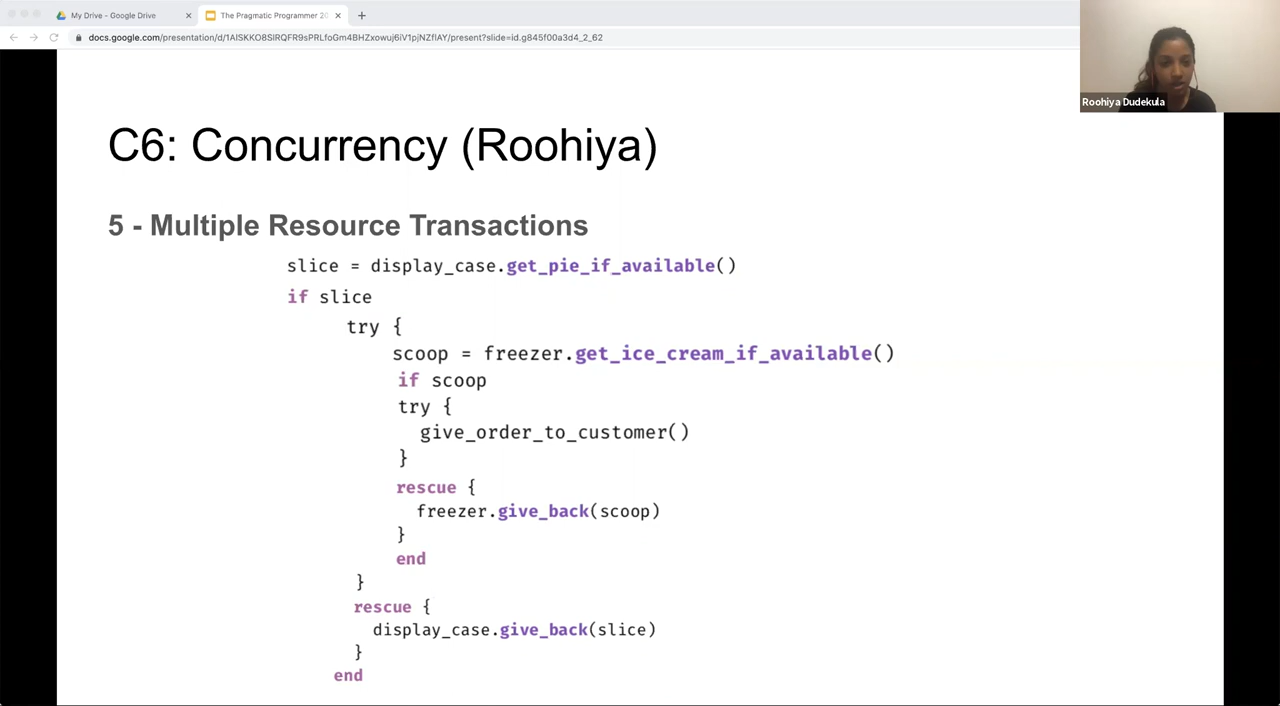 My Drive - Google Drive
The Pragmatic Programmer 20
docs.google.com/presentation/d/1AlSKKO8SlRQFR9sPRLfoGm4BHZxowuj6iV1pjNZflAY/present?slide=id.g845f00a3d4_2_62
Roohiya Dudekula
C6: Concurrency (Roohiya)
5 - Multiple Resource Transactions
slice = display_case.get_pie_if_available()
if slice
try {
scoop = freezer.get_ice_cream_if_available()
if scoop
try {
give_order_to_customer()
}
rescue {
freezer.give_back(scoop)
}
end
}
rescue {
display_case.give_back(slice)
}
end